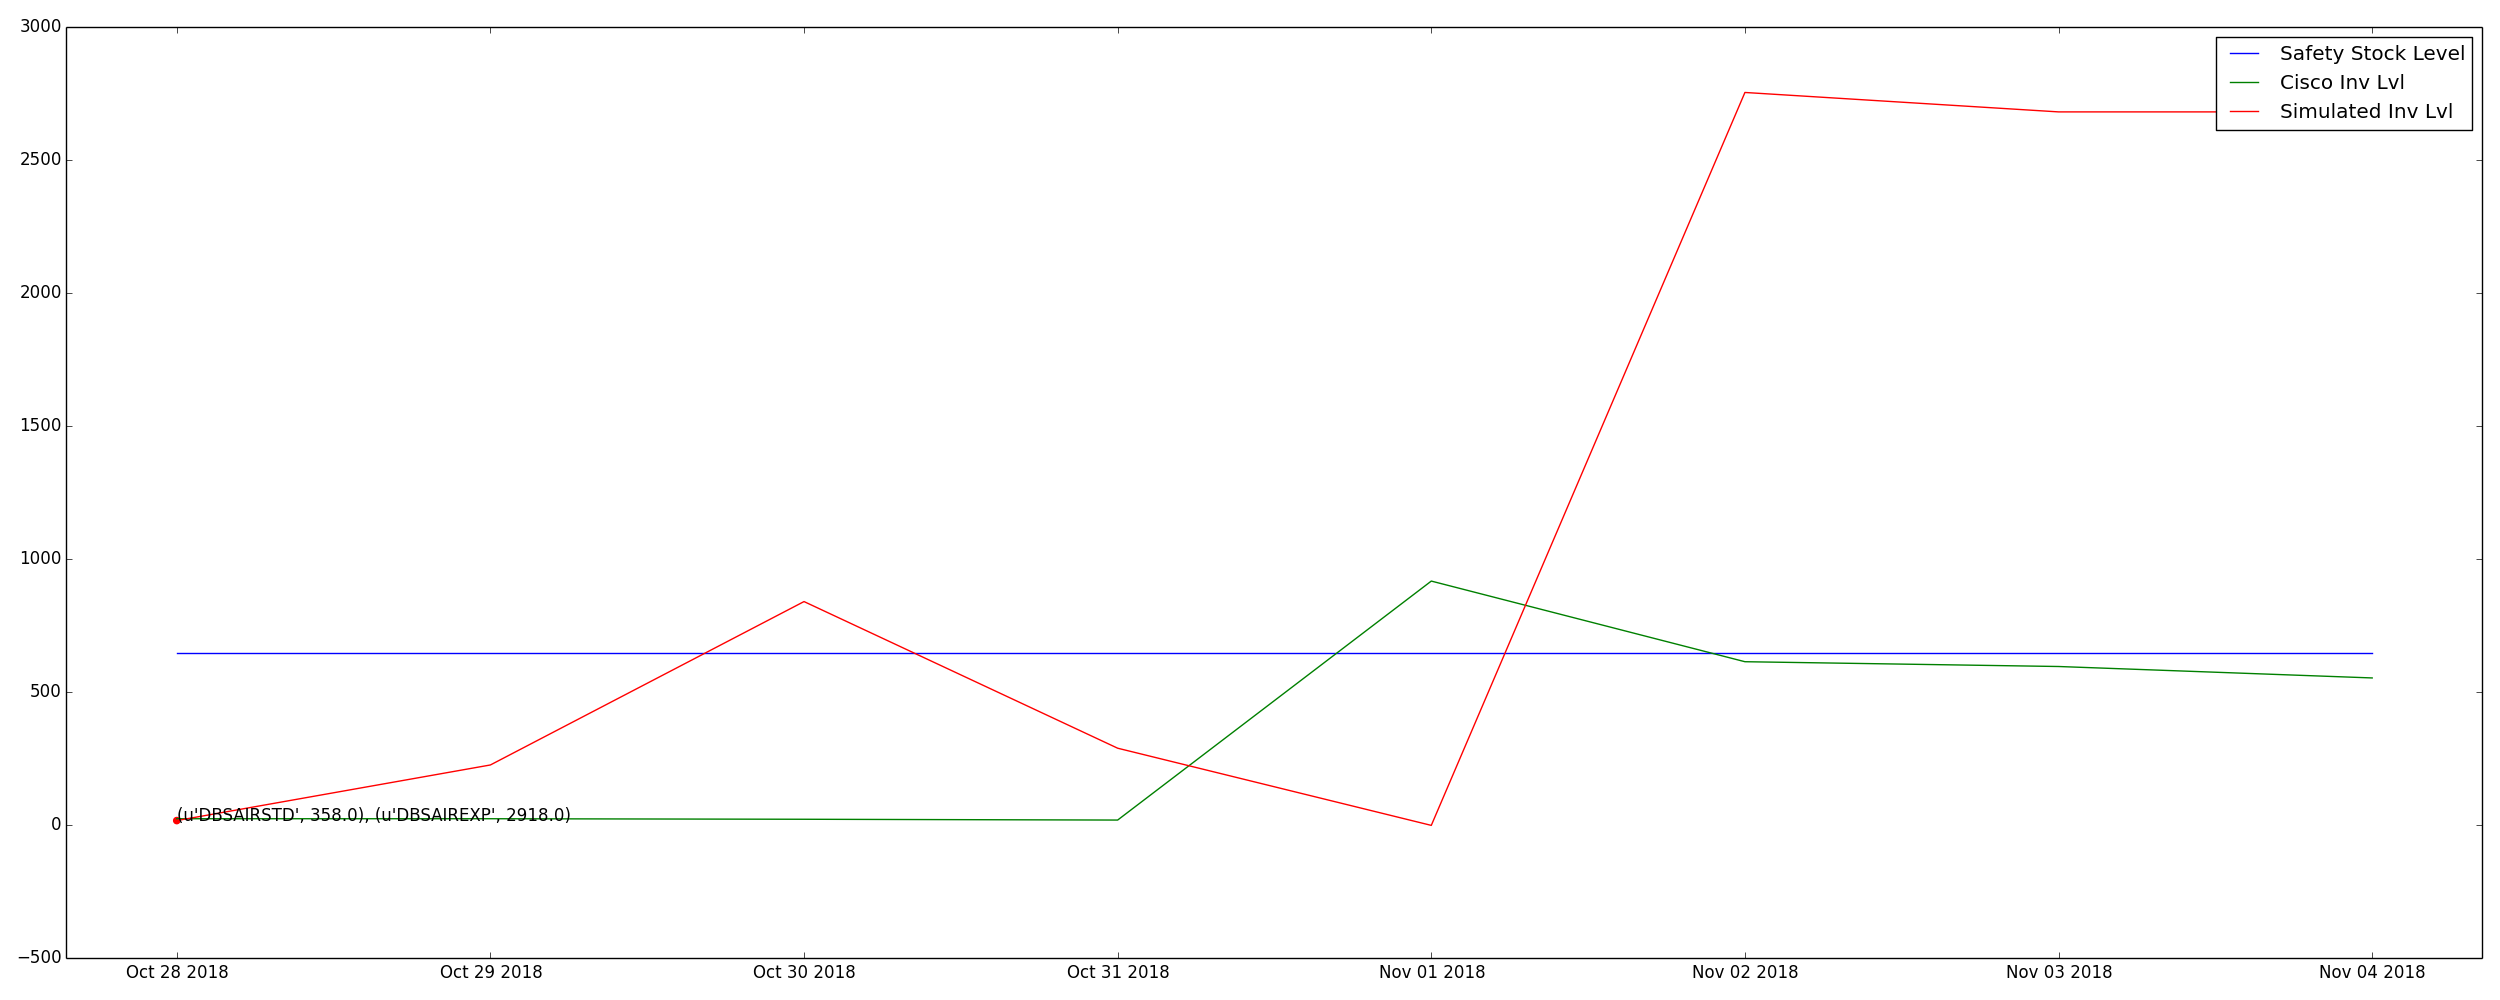 3000
Safety Stock Level
Cisco Inv Lvl
Simulated Inv Lvl
2500
2000
1500
1000
500
(u'DBSAIRSTD', 358.0), (u'DBSAIREXP', 2918.0)
0
−500
Oct 28 2018 Oct 29 2018 Oct 30 2018 Oct 31 2018 Nov 01 2018 Nov 02 2018 Nov 03 2018 Nov 04 2018